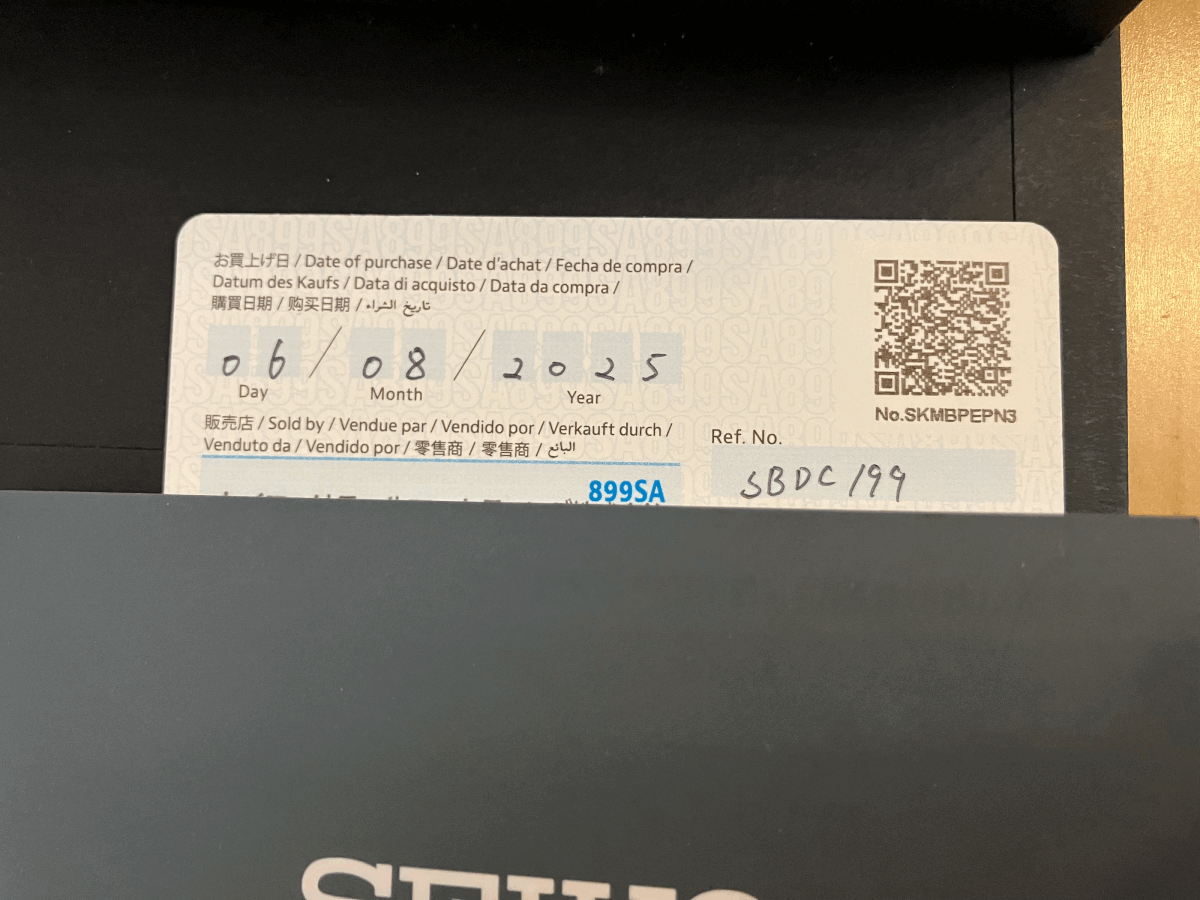 お買上げ日 / Date of purchase / Date d'achat / Fecha de compra /
Datum des Kaufs / Data di acquisto / Data da compra /
購買日期 / 购买日期 / تاريخ الشراء
06 / 08 / 2025
Day Month Year
販売店 / Sold by / Vendue par / Vendido por / Verkauft durch /
Venduto da / Vendido por / 零售商 / 零售商 / البائع
899SA
No.SKMBPEPN3
Ref. No.
SBDC199
SEIKO